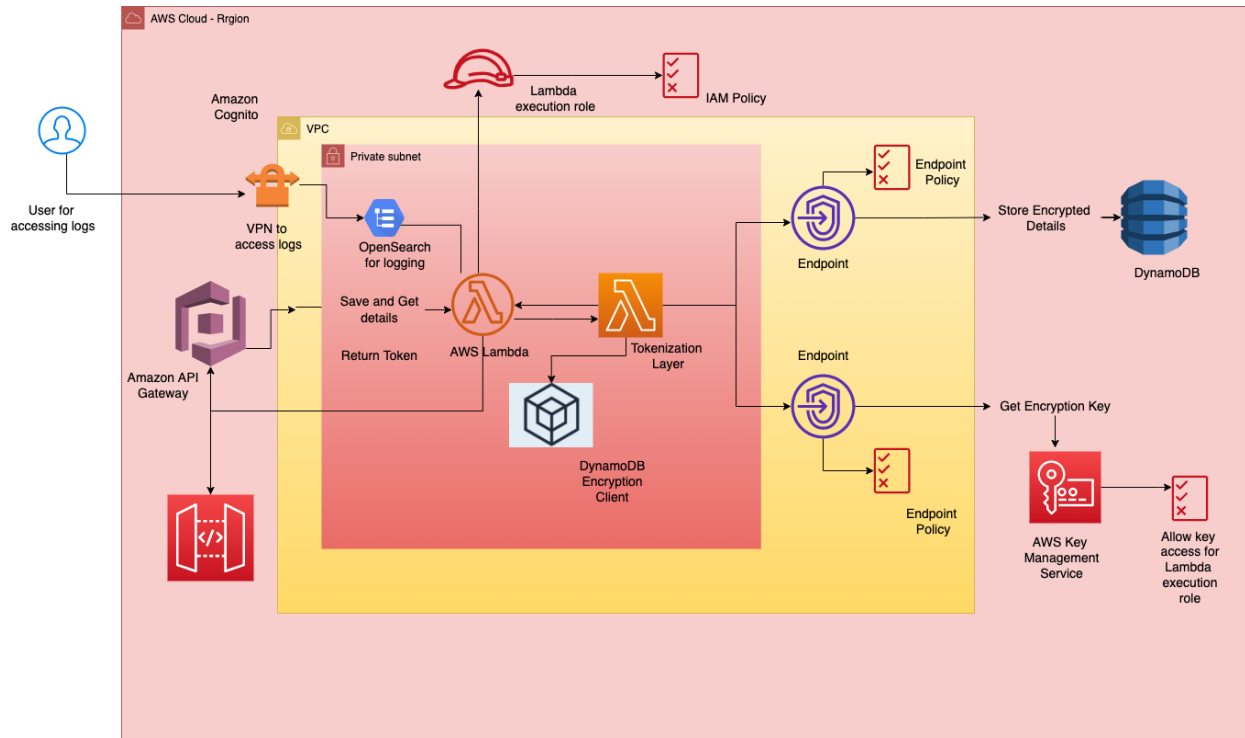 AWS Cloud - Rrgion
Lambda
execution role
IAM Policy
Amazon
Cognito
VPC
Private subnet
User for
accessing logs
VPN to
access logs
OpenSearch
for logging
Endpoint
Policy
Endpoint
Store Encrypted
Details
DynamoDB
Save and Get
details
Return Token
AWS Lambda
Tokenization
Layer
Amazon API
Gateway
Endpoint
Get Encryption Key
DynamoDB
Encryption
Client
Endpoint
Policy
AWS Key
Management
Service
Allow key
access for
Lambda
execution
role